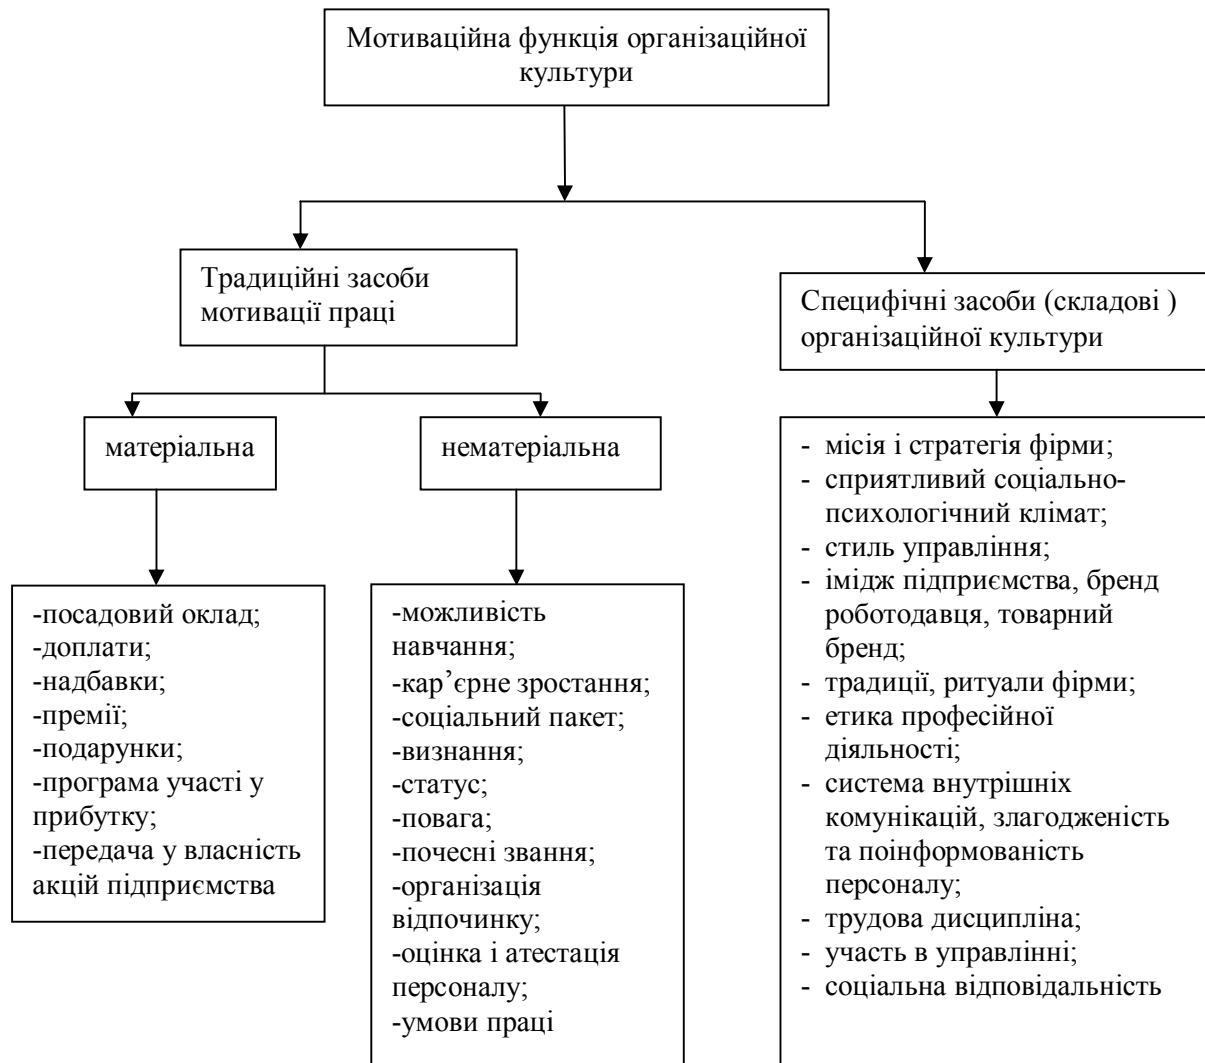 Мотиваційна функція організаційної
культури
Традиційні засоби
мотивації праці
Специфічні засоби (складові )
організаційної культури
матеріальна
нематеріальна
-посадовий оклад;
-доплати;
-надбавки;
-премії;
-подарунки;
-програма участі у
прибутку;
-передача у власність
акцій підприємства
-можливість
навчання;
-кар’єрне зростання;
-соціальний пакет;
-визнання;
-статус;
-повага;
-почесні звання;
-організація
відпочинку;
-оцінка і атестація
персоналу;
-умови праці
- місія і стратегія фірми;
- сприятливий соціально-
психологічний клімат;
- стиль управління;
- імідж підприємства, бренд
роботодавця, товарний
бренд;
- традиції, ритуали фірми;
- етика професійної
діяльності;
- система внутрішніх
комунікацій, злагодженість
та поінформованість
персоналу;
- трудова дисципліна;
- участь в управлінні;
- соціальна відповідальність